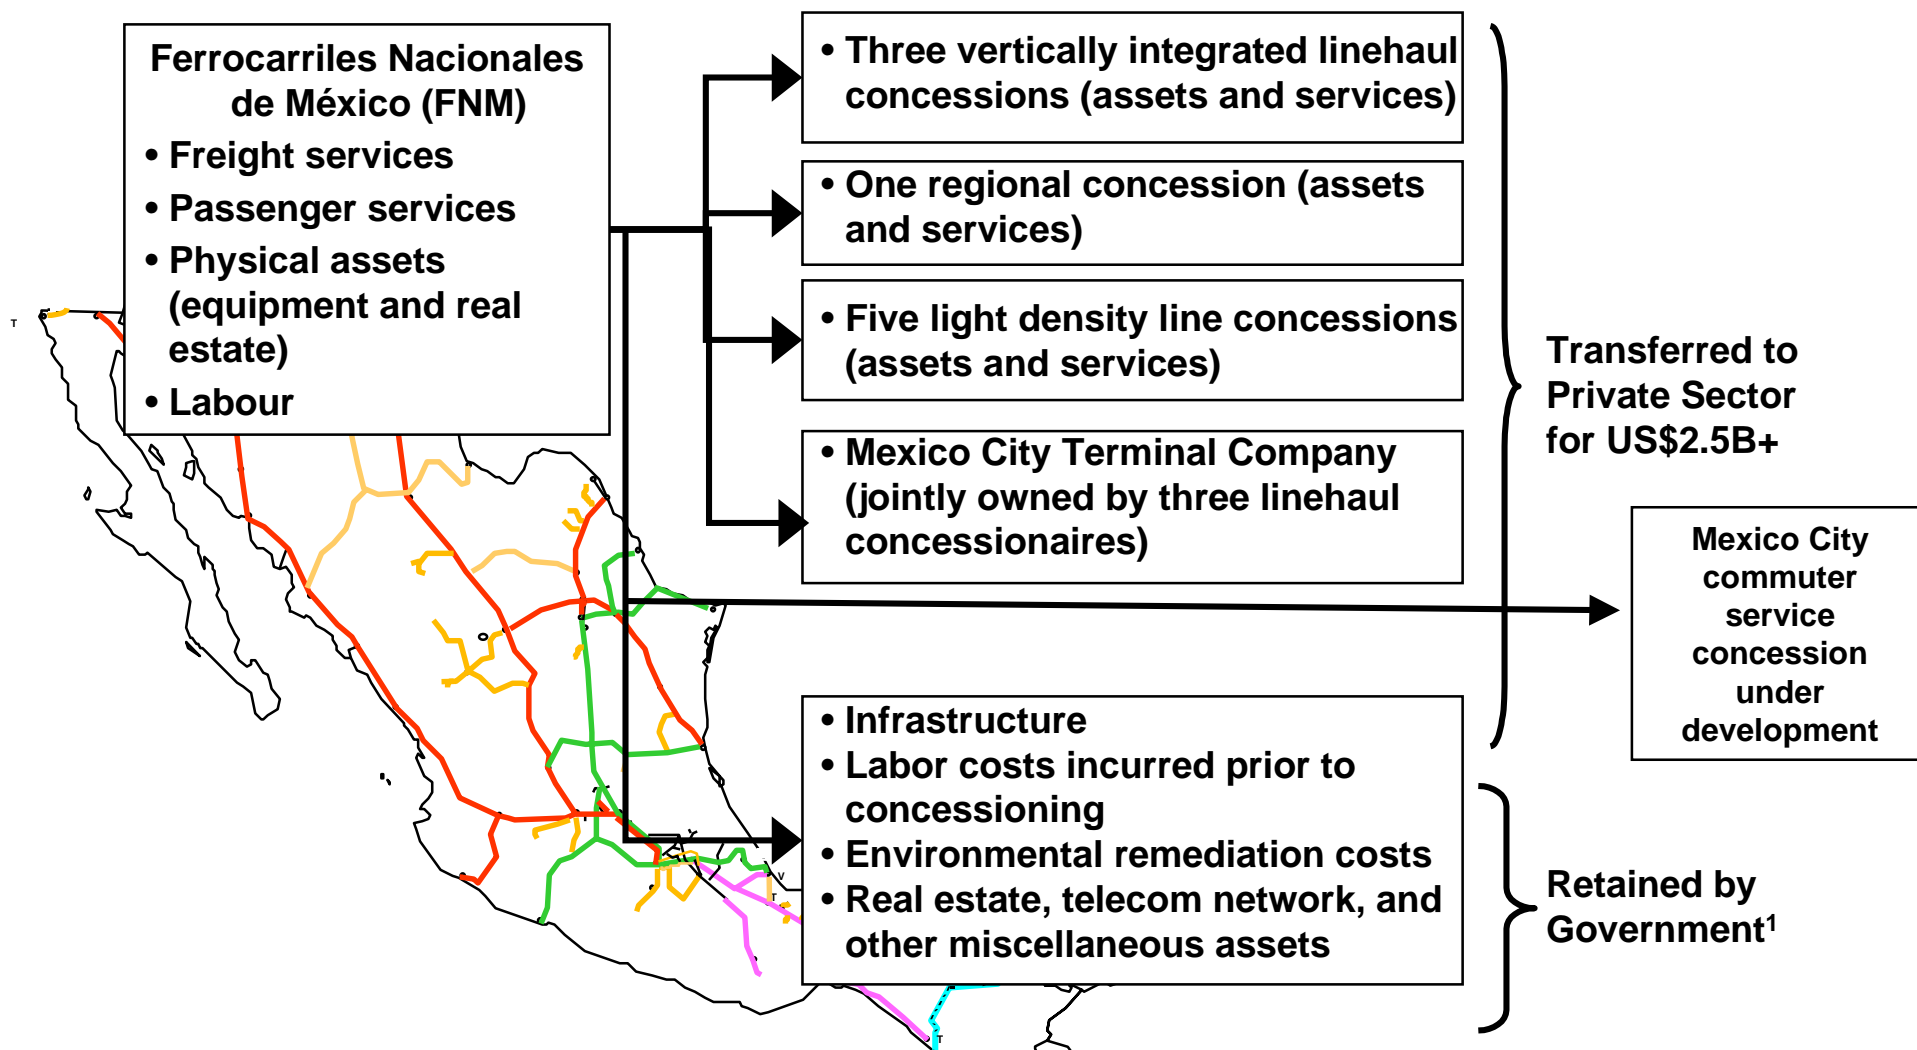 Ferrocarriles Nacionales
de México (FNM)
• Freight services
• Passenger services
• Physical assets
(equipment and real
estate)
• Labour
• Three vertically integrated linehaul
concessions (assets and services)
• One regional concession (assets
and services)
• Five light density line concessions
(assets and services)
• Mexico City Terminal Company
(jointly owned by three linehaul
concessionaires)
Transferred to
Private Sector
for US$2.5B+
Mexico City
commuter
service
concession
under
development
• Infrastructure
• Labor costs incurred prior to
concessioning
• Environmental remediation costs
• Real estate, telecom network, and
other miscellaneous assets
Retained by
Government¹
T
V
T
T